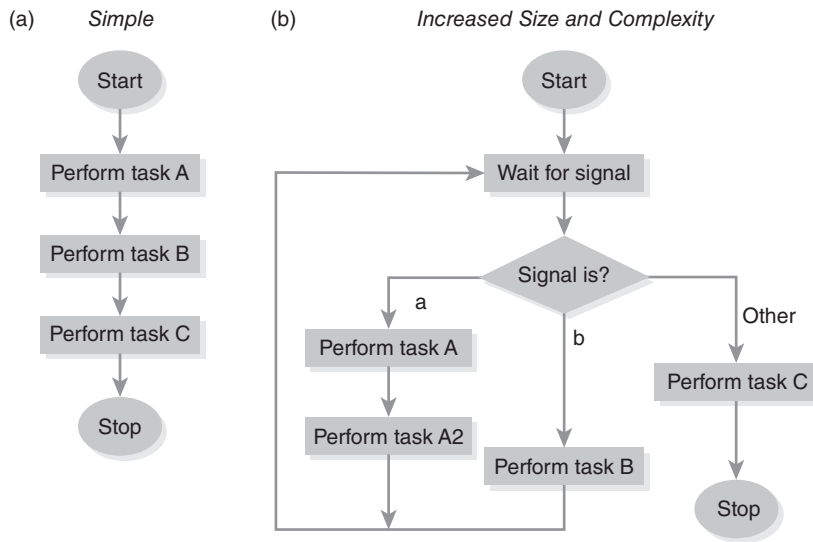 (a) Simple
Start
Perform task A
Perform task B
Perform task C
Stop
(b) Increased Size and Complexity
Start
Wait for signal
Signal is?
a
b
Other
Perform task A
Perform task C
Perform task A2
Perform task B
Stop